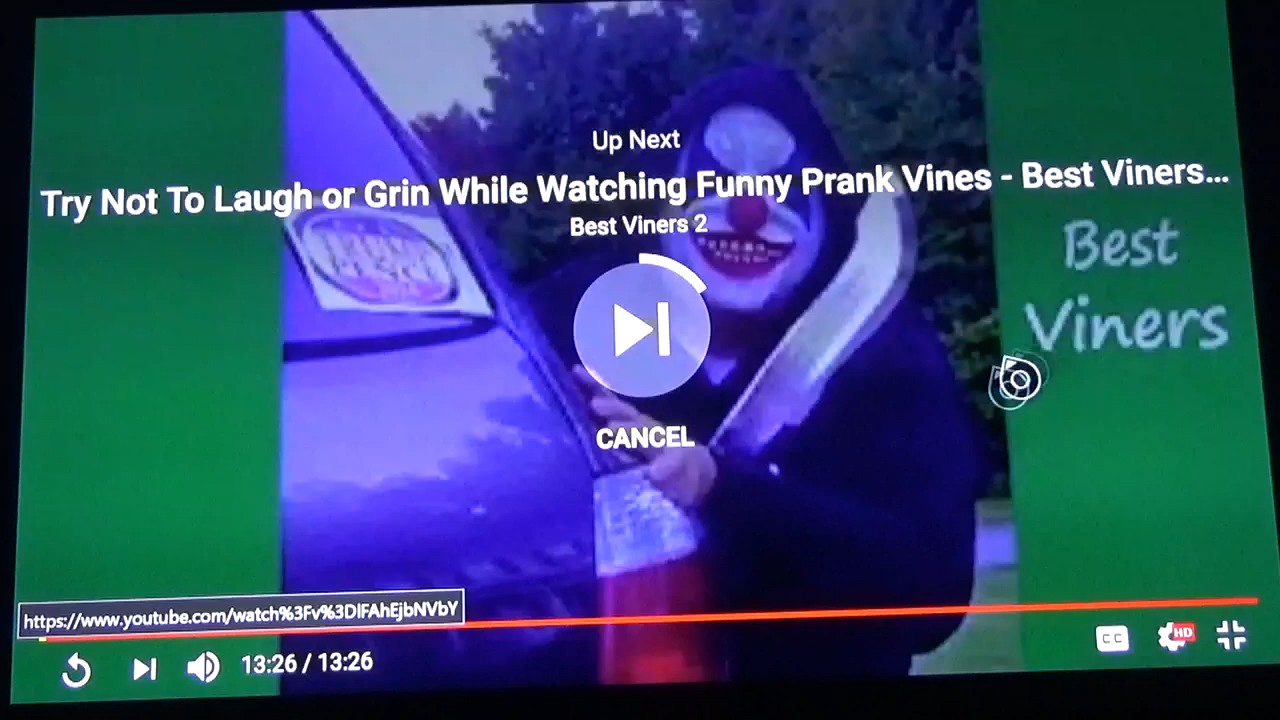 Up Next
Try Not To Laugh or Grin While Watching Funny Prank Vines - Best Viners...
Best Viners 2
Best
Viners
CANCEL
https://www.youtube.com/watch%3Fv%3DlFAhEjbNVbY
13:26 / 13:26
CC
HD